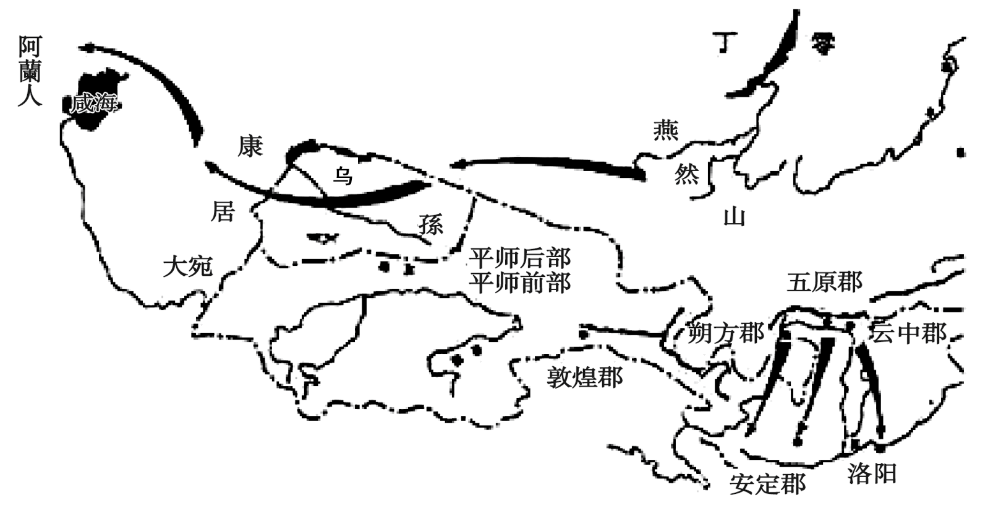 阿蘭人
咸海
丁零
康居
乌孫
燕然山
大宛
平师后部
平师前部
五原郡
朔方郡
云中郡
敦煌郡
安定郡
洛阳